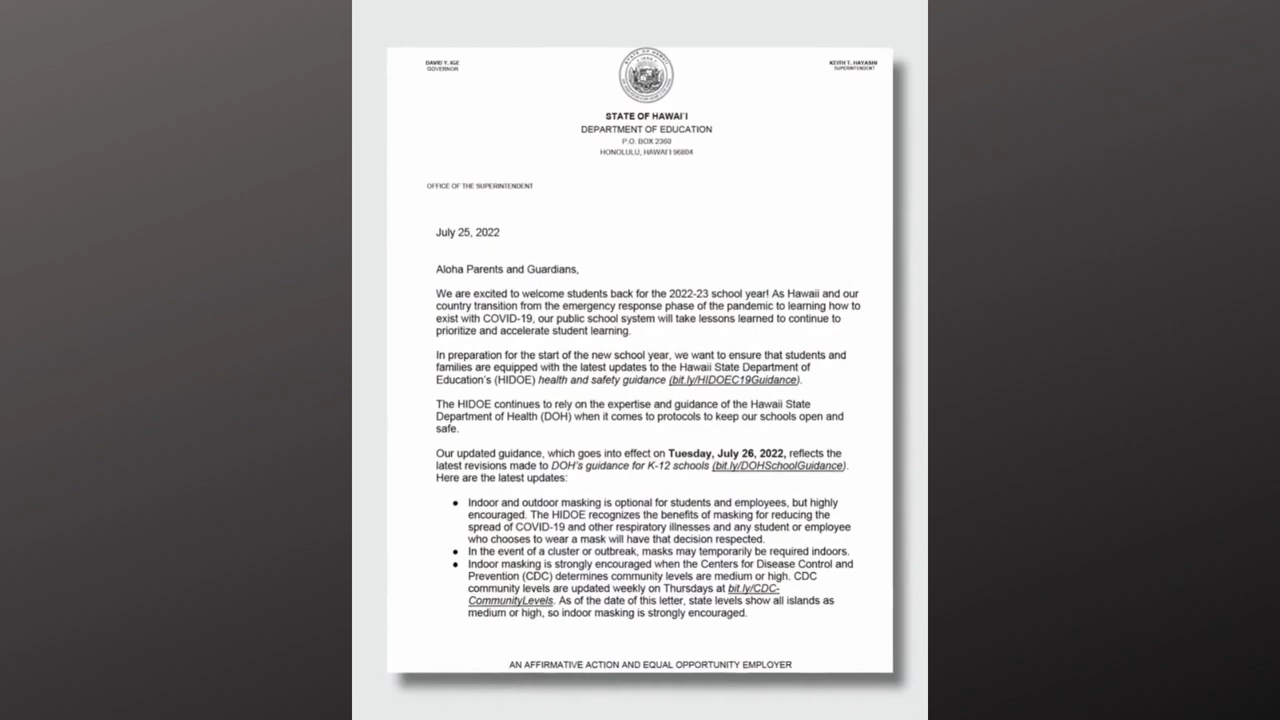 DAVID Y. IGE
GOVERNOR
KEITH T. HAYASHI
SUPERINTENDENT
STATE OF HAWAI
STATE OF HAWAI`I
DEPARTMENT OF EDUCATION
P.O. BOX 2360
HONOLULU, HAWAI`I 96804
OFFICE OF THE SUPERINTENDENT
July 25, 2022
Aloha Parents and Guardians,
We are excited to welcome students back for the 2022-23 school year! As Hawaii and our
country transition from the emergency response phase of the pandemic to learning how to
exist with COVID-19, our public school system will take lessons learned to continue to
prioritize and accelerate student learning.
In preparation for the start of the new school year, we want to ensure that students and
families are equipped with the latest updates to the Hawaii State Department of
Education's (HIDOE) health and safety guidance (bit.ly/HIDOEC19Guidance).
The HIDOE continues to rely on the expertise and guidance of the Hawaii State
Department of Health (DOH) when it comes to protocols to keep our schools open and
safe.
Our updated guidance, which goes into effect on Tuesday, July 26, 2022, reflects the
latest revisions made to DOH's guidance for K-12 schools (bit.ly/DOHSchoolGuidance).
Here are the latest updates:
● Indoor and outdoor masking is optional for students and employees, but highly
encouraged. The HIDOE recognizes the benefits of masking for reducing the
spread of COVID-19 and other respiratory illnesses and any student or employee
who chooses to wear a mask will have that decision respected.
● In the event of a cluster or outbreak, masks may temporarily be required indoors.
● Indoor masking is strongly encouraged when the Centers for Disease Control and
Prevention (CDC) determines community levels are medium or high. CDC
community levels are updated weekly on Thursdays at bit.ly/CDC-
CommunityLevels. As of the date of this letter, state levels show all islands as
medium or high, so indoor masking is strongly encouraged.
AN AFFIRMATIVE ACTION AND EQUAL OPPORTUNITY EMPLOYER